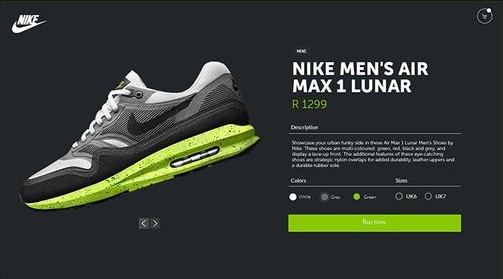 NIKE
MENS
NIKE MEN'S AIR
MAX 1 LUNAR
R 1299
Description
Showcase your urban funky side in these Air Max 1 Lunar Men's Shoes by
Nike. These shoes are multi-coloured: green, red, black and grey, and
display a lace-up front. The additional features of these eye-catching
shoes are strategic nylon overlays for added durability, leather uppers and
a durable rubber sole.
Colors
Sizes
White
Gray
Green
UK6
UK7
Buy now